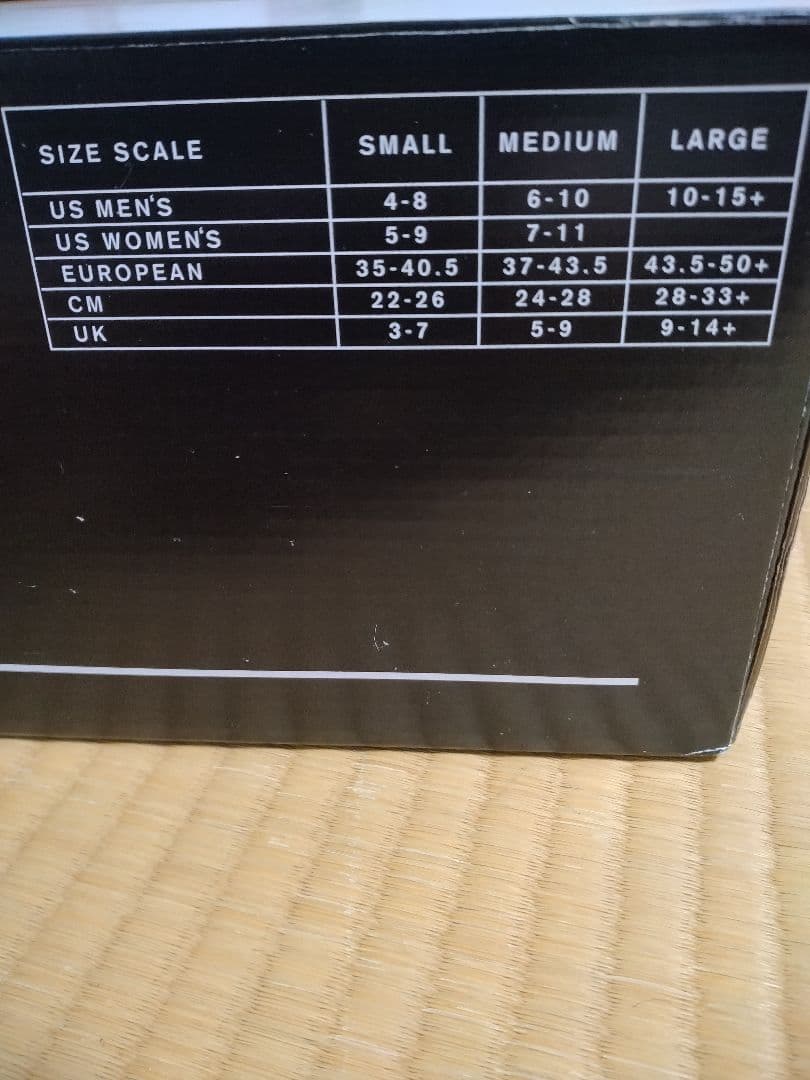 SIZE SCALE SMALL MEDIUM LARGE
US MEN'S 4-8 6-10 10-15+
US WOMEN'S 5-9 7-11
EUROPEAN 35-40.5 37-43.5 43.5-50+
CM 22-26 24-28 28-33+
UK 3-7 5-9 9-14+